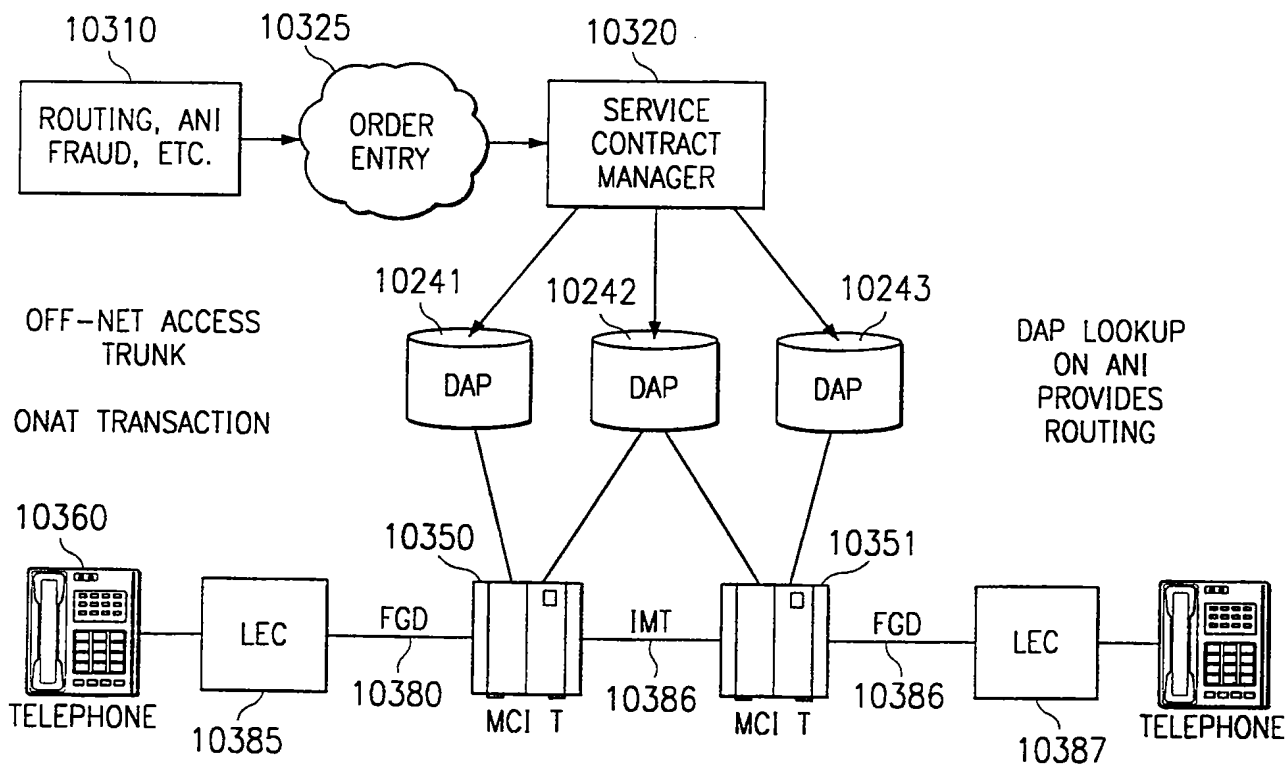 10310
10325
10320
ROUTING, ANI
FRAUD, ETC.
ORDER
ENTRY
SERVICE
CONTRACT
MANAGER
10241
10242
10243
OFF-NET ACCESS
TRUNK
ONAT TRANSACTION
DAP
DAP
DAP
DAP LOOKUP
ON ANI
PROVIDES
ROUTING
10360
10350
10351
LEC
FGD
IMT
FGD
LEC
10380
10386
10386
TELEPHONE
10385
MCI T
MCI T
10387
TELEPHONE